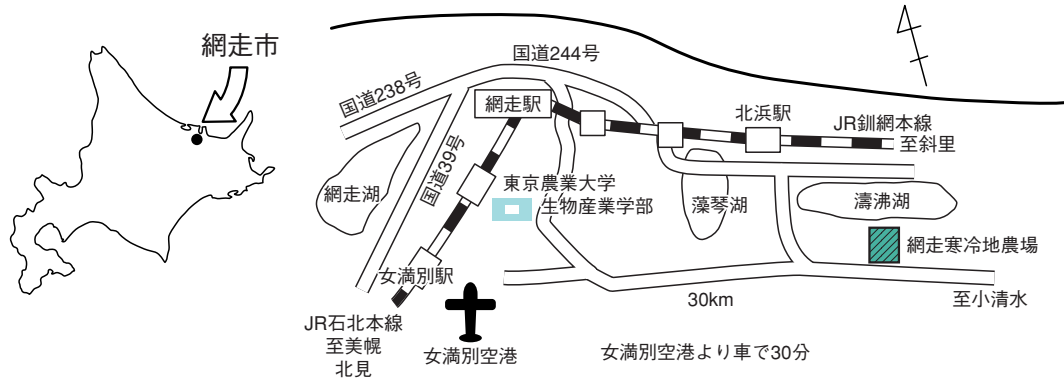 網走市
国道244号
国道238号
網走駅
北浜駅
JR釧網本線
至斜里
国道39号
網走湖
東京農業大学
生物産業学部
藻琴湖
濤沸湖
網走寒冷地農場
女満別駅
30km
至小清水
JR石北本線
至美幌
北見
女満別空港
女満別空港より車で30分